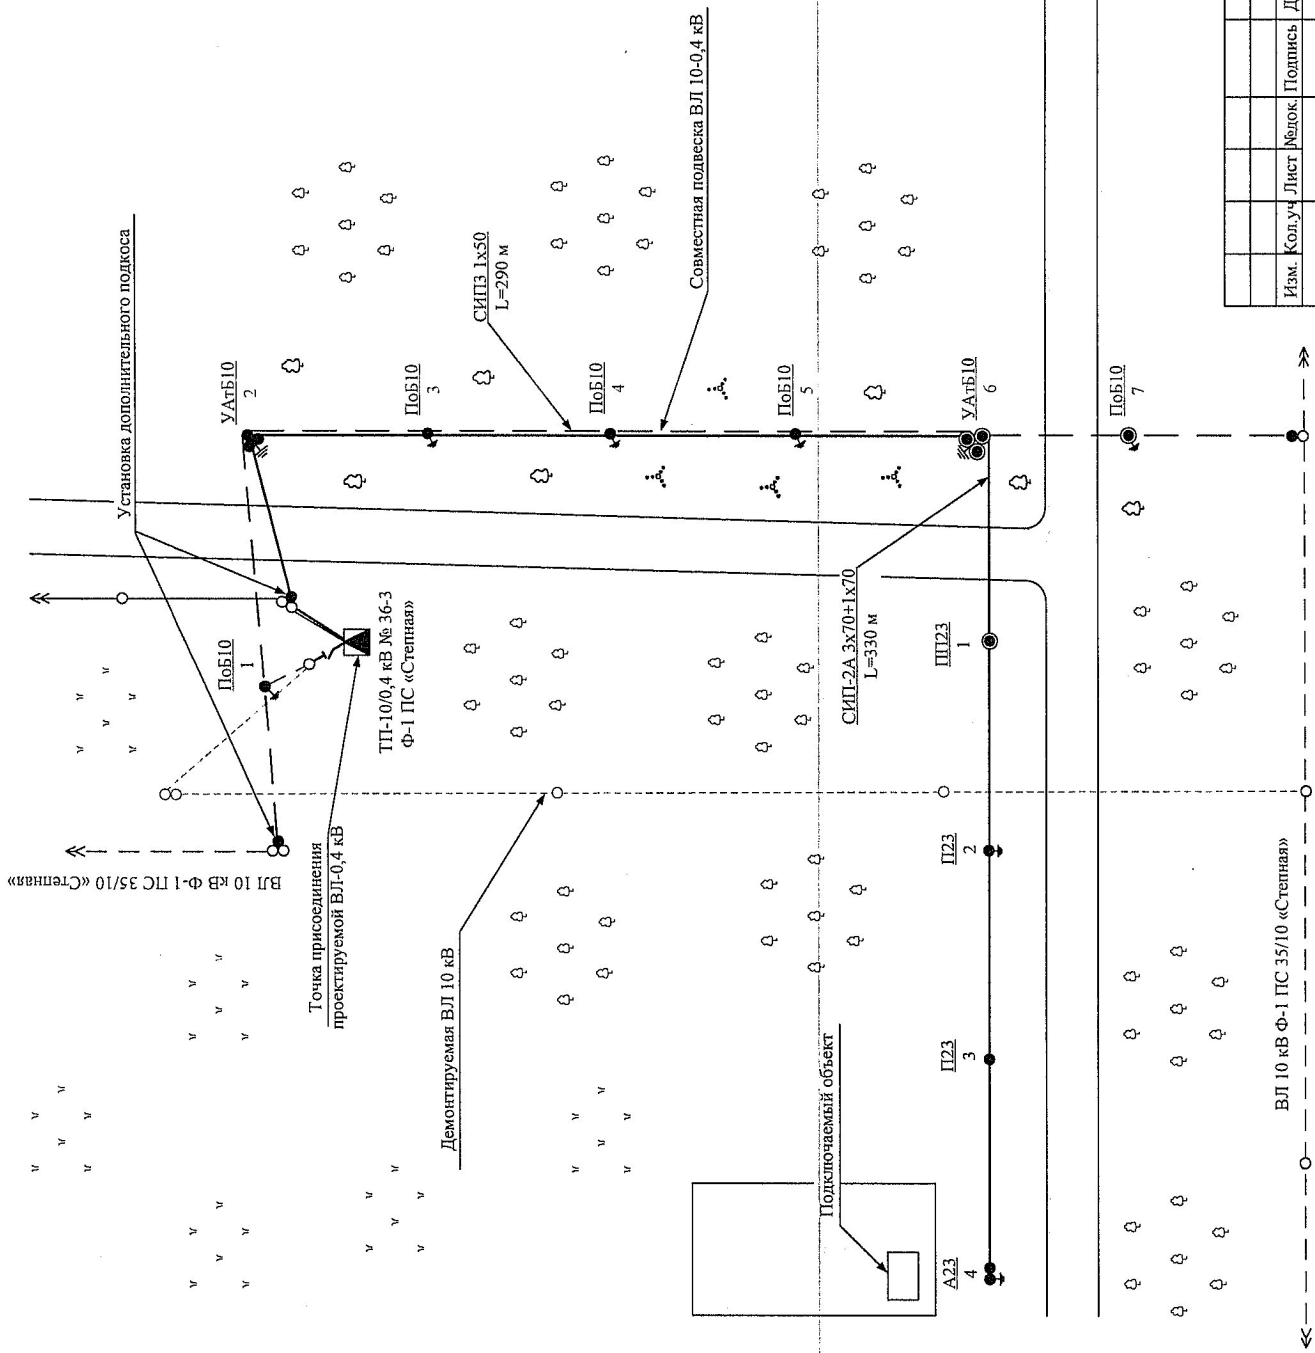 Установка дополнительного подкоса
УАтБ10
2
СИП3 1х50
L=290 м
Совместная подвеска ВЛ 10-0,4 кВ
ПоБ10
3
ПоБ10
4
ПоБ10
5
УАтБ10
6
ПоБ10
7
ПоБ10
1
ТП-10/0,4 кВ № 36-3
Ф-1 ПС «Степная»
СИП-2А 3х70+1х70
L=330 м
ПП23
1
ВЛ 10 кВ Ф-1 ПС 35/10 «Степная»
Точка присоединения
проектируемой ВЛ-0,4 кВ
Демонтируемая ВЛ 10 кВ
П23
2
П23
3
Подключаемый объект
А23
4
ВЛ 10 кВ Ф-1 ПС 35/10 «Степная»
Изм. Кол.уч Лист №док. Подпись